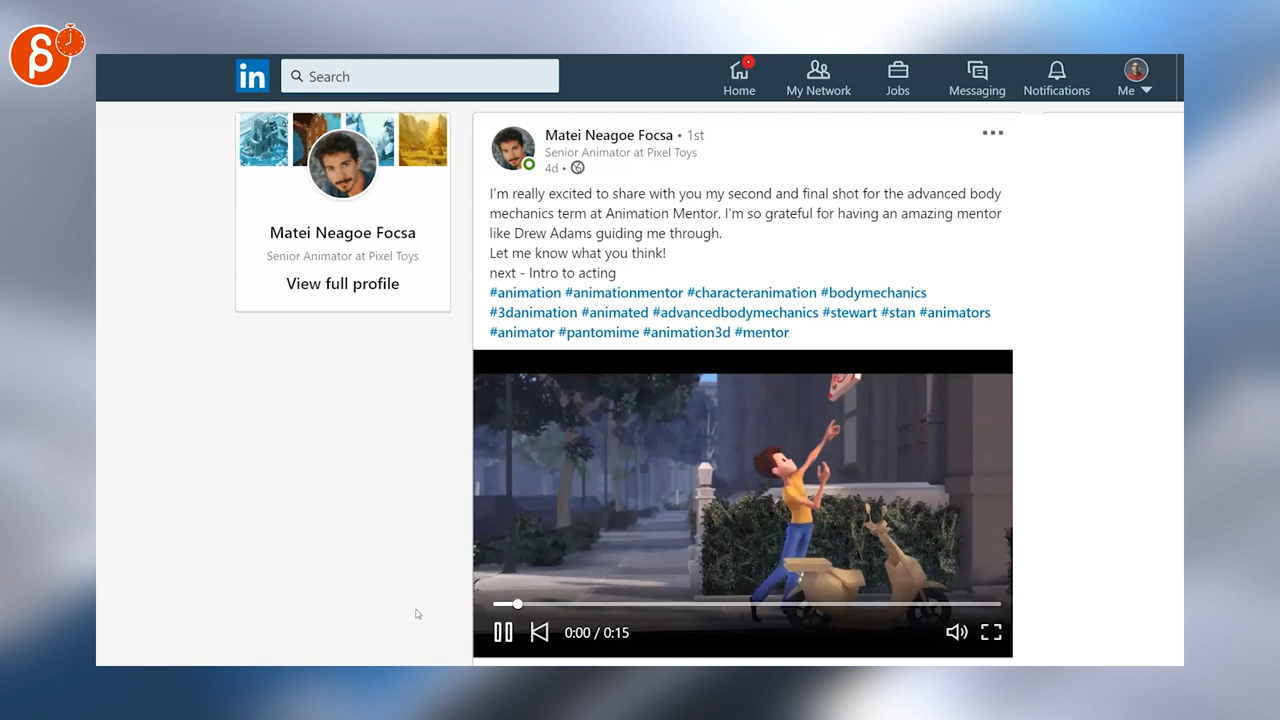 in
Search
Home
My Network
Jobs
Messaging
Notifications
Me
Matei Neagoe Focsa
Senior Animator at Pixel Toys
View full profile
Matei Neagoe Focsa • 1st
Senior Animator at Pixel Toys
4d •
I'm really excited to share with you my second and final shot for the advanced body
mechanics term at Animation Mentor. I'm so grateful for having an amazing mentor
like Drew Adams guiding me through.
Let me know what you think!
next - Intro to acting
#animation #animationmentor #characteranimation #bodymechanics
#3danimation #animated #advancedbodymechanics #stewart #stan #animators
#animator #pantomime #animation3d #mentor
0:00 / 0:15